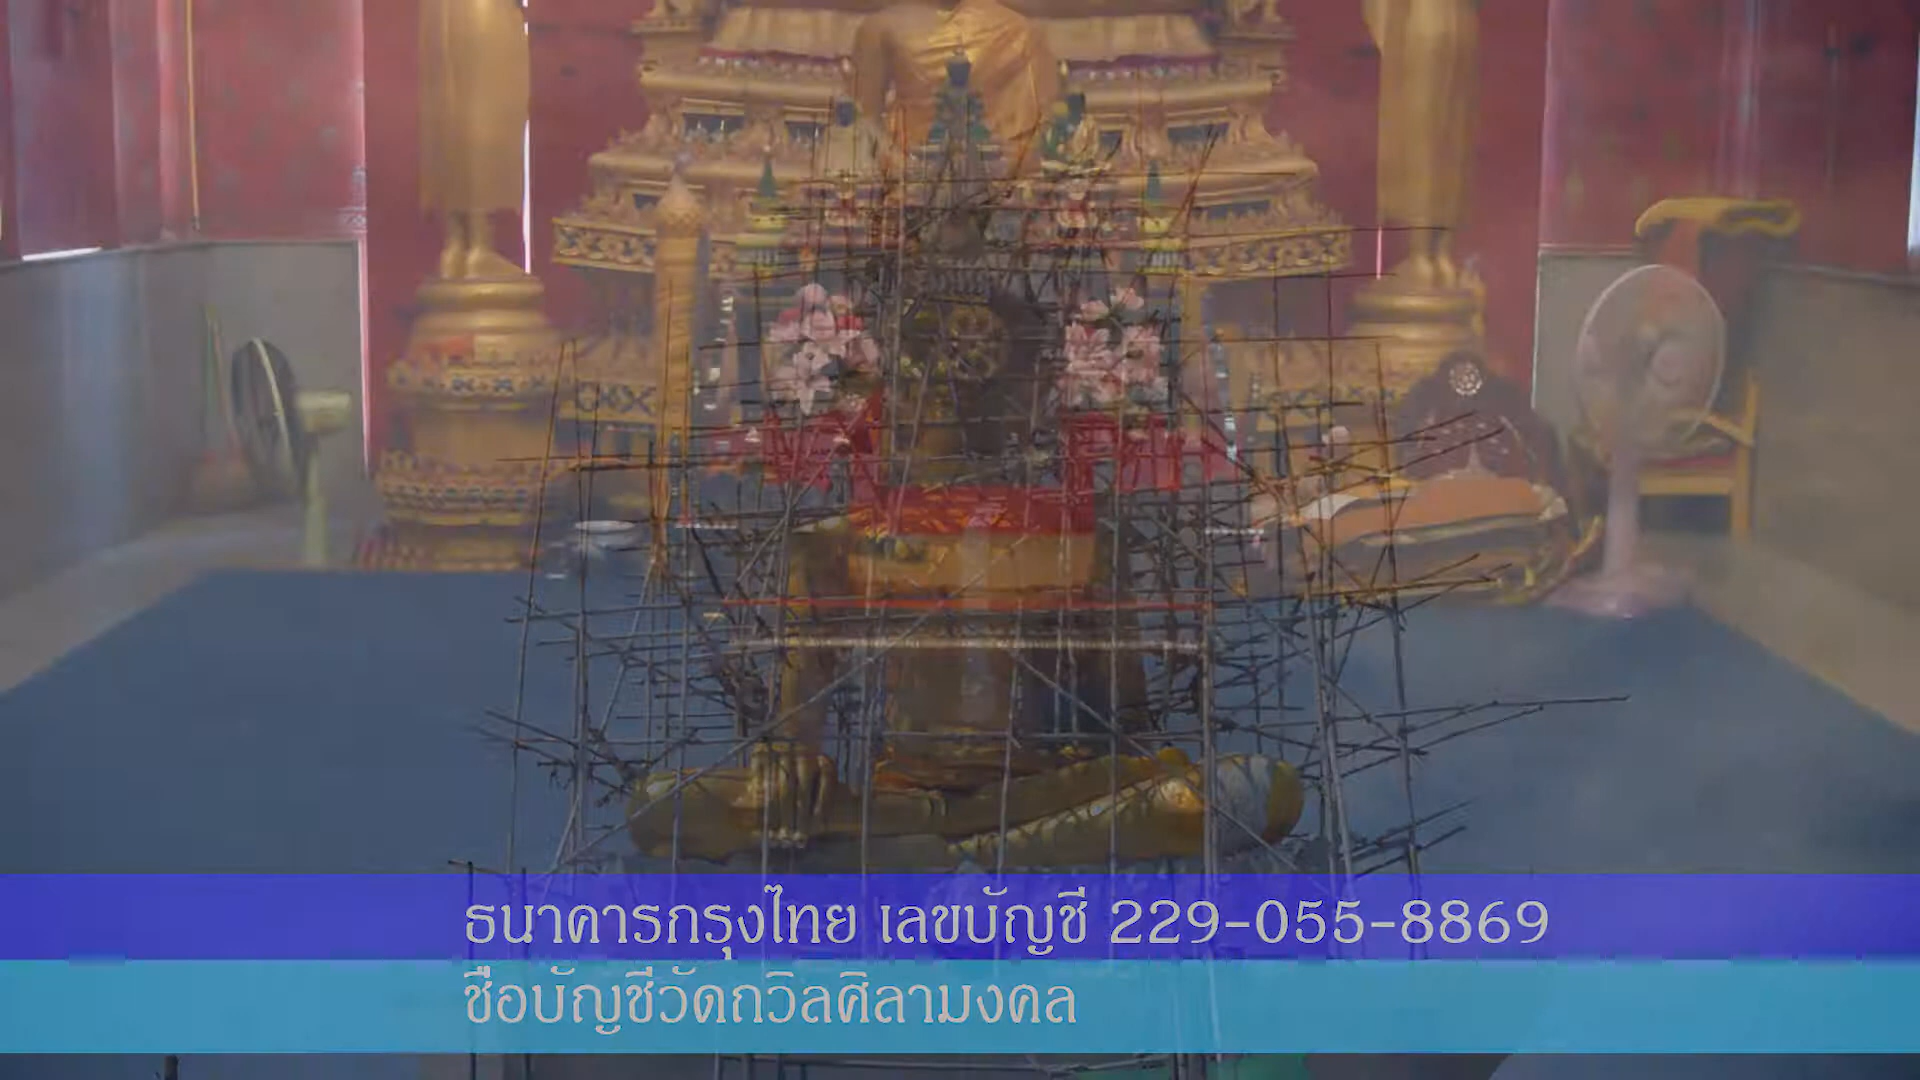 ธนาคารกรุงไทย เลขบัญชี 229-055-8869
ชื่อบัญชีวัดถวิลศิลามงคล